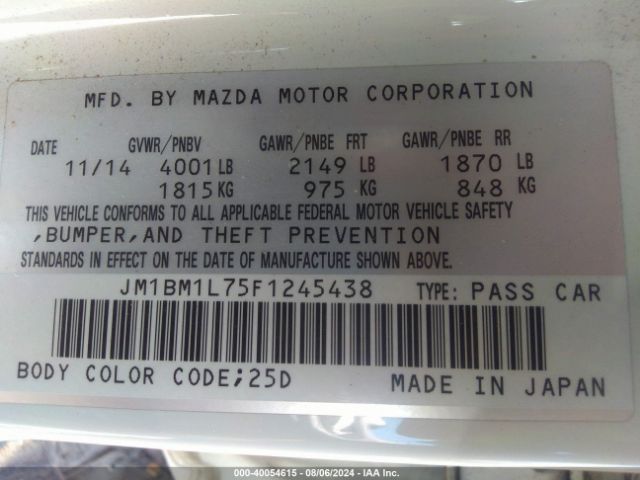 MFD. BY MAZDA MOTOR CORPORATION
DATE GVWR/PNBV GAWR/PNBE FRT GAWR/PNBE RR
11/14 4001 LB 2149 LB 1870 LB
1815 KG 975 KG 848 KG
THIS VEHICLE CONFORMS TO ALL APPLICABLE FEDERAL MOTOR VEHICLE SAFETY
,BUMPER,AND THEFT PREVENTION
STANDARDS IN EFFECT ON THE DATE OF MANUFACTURE SHOWN ABOVE.
JM1BM1L75F1245438 TYPE: PASS CAR
BODY COLOR CODE;25D MADE IN JAPAN
000-40054615 - 08/06/2024 - IAA Inc.